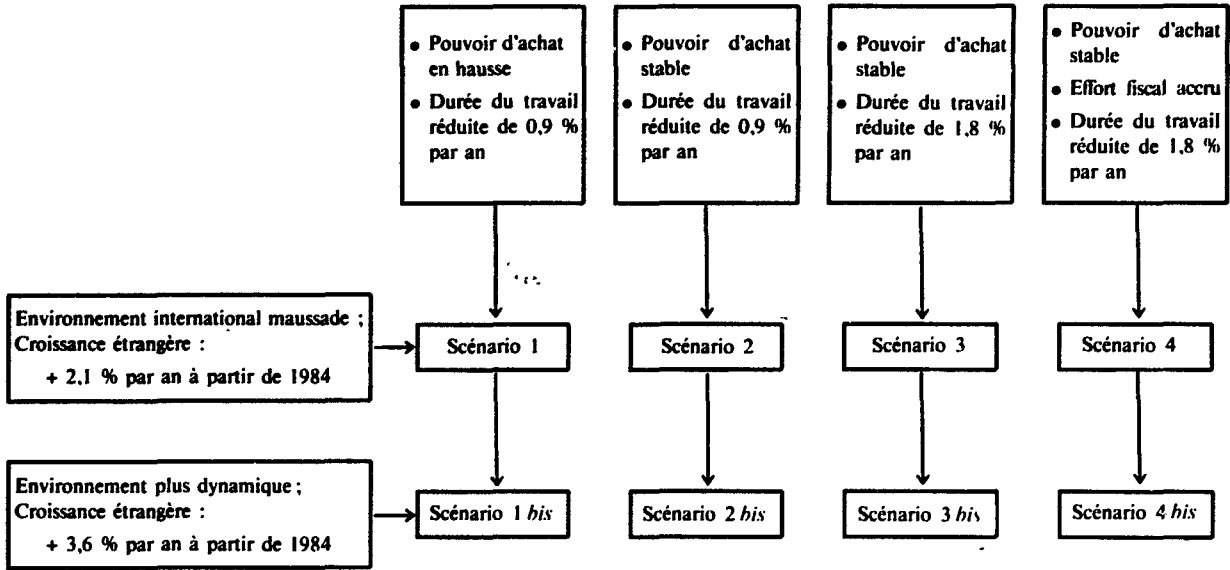 • Pouvoir d'achat
en hausse
• Durée du travail
réduite de 0,9 %
par an
• Pouvoir d'achat
stable
• Durée du travail
réduite de 0,9 %
par an
• Pouvoir d'achat
stable
• Durée du travail
réduite de 1,8 %
par an
• Pouvoir d'achat
stable
• Effort fiscal accru
• Durée du travail
réduite de 1,8 %
par an
Environnement international maussade ;
Croissance étrangère :
+ 2,1 % par an à partir de 1984
Scénario 1
Scénario 2
Scénario 3
Scénario 4
Environnement plus dynamique ;
Croissance étrangère :
+ 3,6 % par an à partir de 1984
Scénario 1 bis
Scénario 2 bis
Scénario 3 bis
Scénario 4 bis